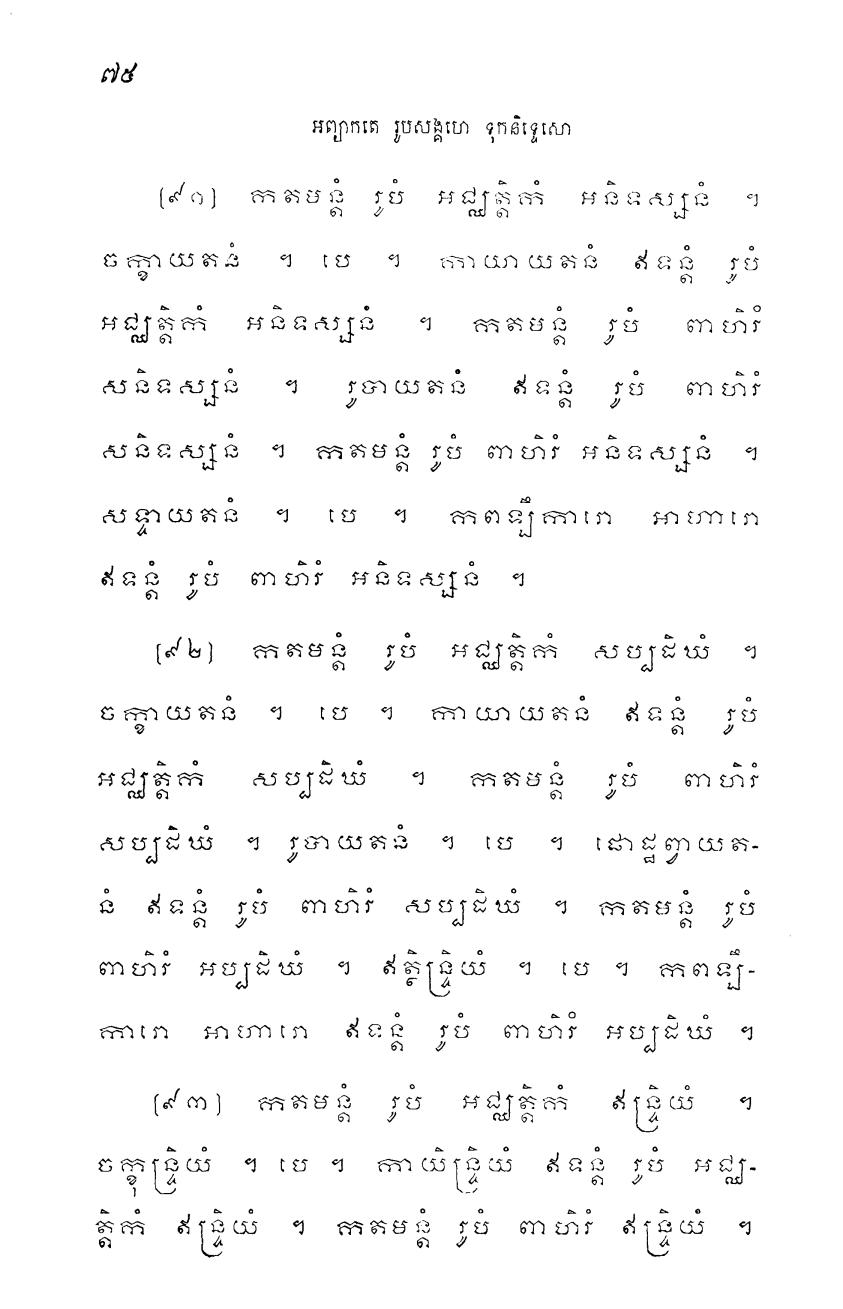 ៧៥
អព្យាកតេ រូបសង្គហេ ទុកនិទ្ទេសោ
[៩១] កតមន្តំ រូបំ អជ្ឈត្តិកំ អនិទស្សនំ ។
ចក្ខាយតនំ ។ បេ ។ កាយាយតនំ ឥទន្តំ រូបំ
អជ្ឈត្តិកំ អនិទស្សនំ ។ កតមន្តំ រូបំ ពាហិរំ
សនិទស្សនំ ។ រូបាយតនំ ឥទន្តំ រូបំ ពាហិរំ
សនិទស្សនំ ។ កតមន្តំ រូបំ ពាហិរំ អនិទស្សនំ ។
សទ្ទាយតនំ ។ បេ ។ កពឡឹការោ អាហារោ
ឥទន្តំ រូបំ ពាហិរំ អនិទស្សនំ ។
[៩២] កតមន្តំ រូបំ អជ្ឈត្តិកំ សប្បដិឃំ ។
ចក្ខាយតនំ ។ បេ ។ កាយាយតនំ ឥទន្តំ រូបំ
អជ្ឈត្តិកំ សប្បដិឃំ ។ កតមន្តំ រូបំ ពាហិរំ
សប្បដិឃំ ។ រូបាយតនំ ។ បេ ។ ផោដ្ឋព្វាយត-
នំ ឥទន្តំ រូបំ ពាហិរំ សប្បដិឃំ ។ កតមន្តំ រូបំ
ពាហិរំ អប្បដិឃំ ។ ឥត្ថិន្ទ្រិយំ ។ បេ ។ កពឡឹ-
ការោ អាហារោ ឥទន្តំ រូបំ ពាហិរំ អប្បដិឃំ ។
[៩៣] កតមន្តំ រូបំ អជ្ឈត្តិកំ ឥន្ទ្រិយំ ។
ចក្ខុន្ទ្រិយំ ។ បេ ។ កាយិន្ទ្រិយំ ឥទន្តំ រូបំ អជ្ឈ-
ត្តិកំ ឥន្ទ្រិយំ ។ កតមន្តំ រូបំ ពាហិរំ ឥន្ទ្រិយំ ។